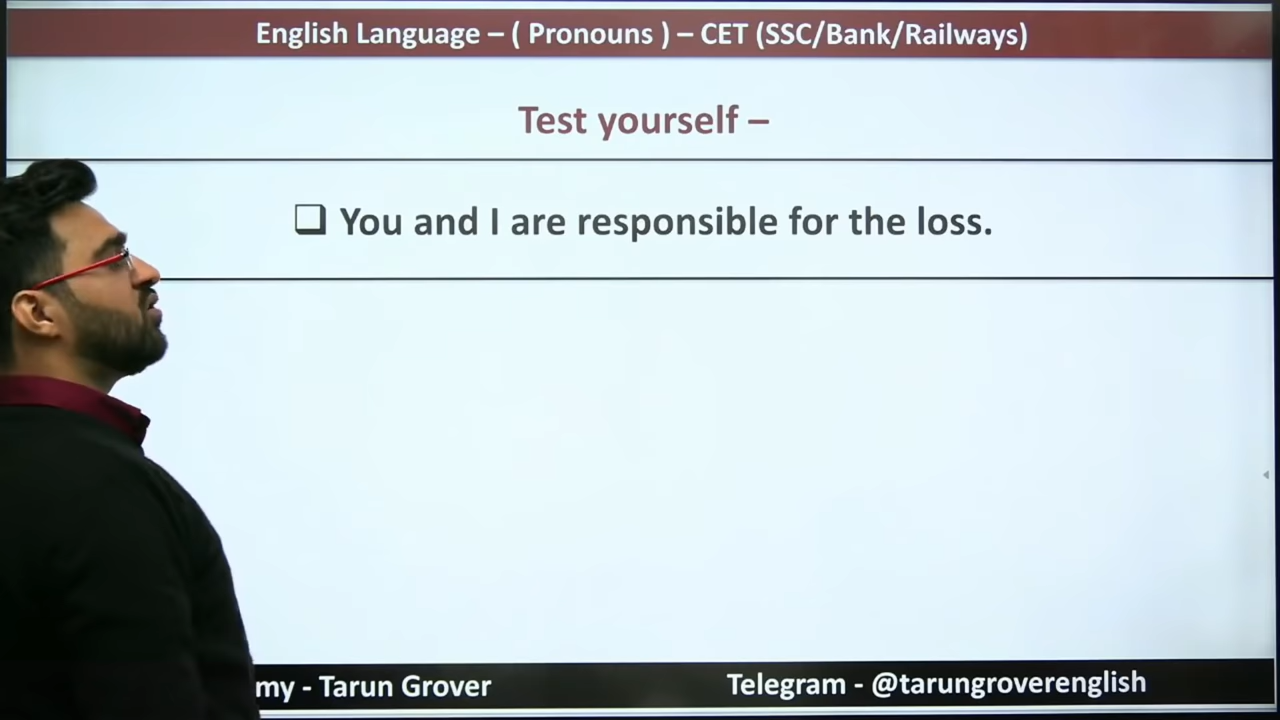 English Language – ( Pronouns ) – CET (SSC/Bank/Railways)
Test yourself –
❑ You and I are responsible for the loss.
my - Tarun Grover
Telegram - @tarungroverenglish